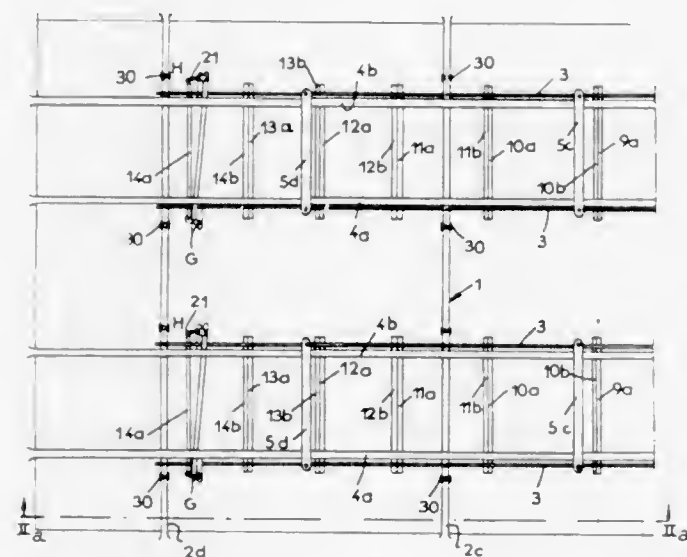 30 H 21 13b 4b 30 3
13a 12a 11a 11b 10a 5c 9a
14a 14b 5d 12b 10b
30 4a 30 3
G 1
21
H 4b 3
13a 12a 10b
14a 14b 13b 12b 11a 11b 10a 9a
5d 5c
30 G 4a 30 3
IIa IIa
2d 2c